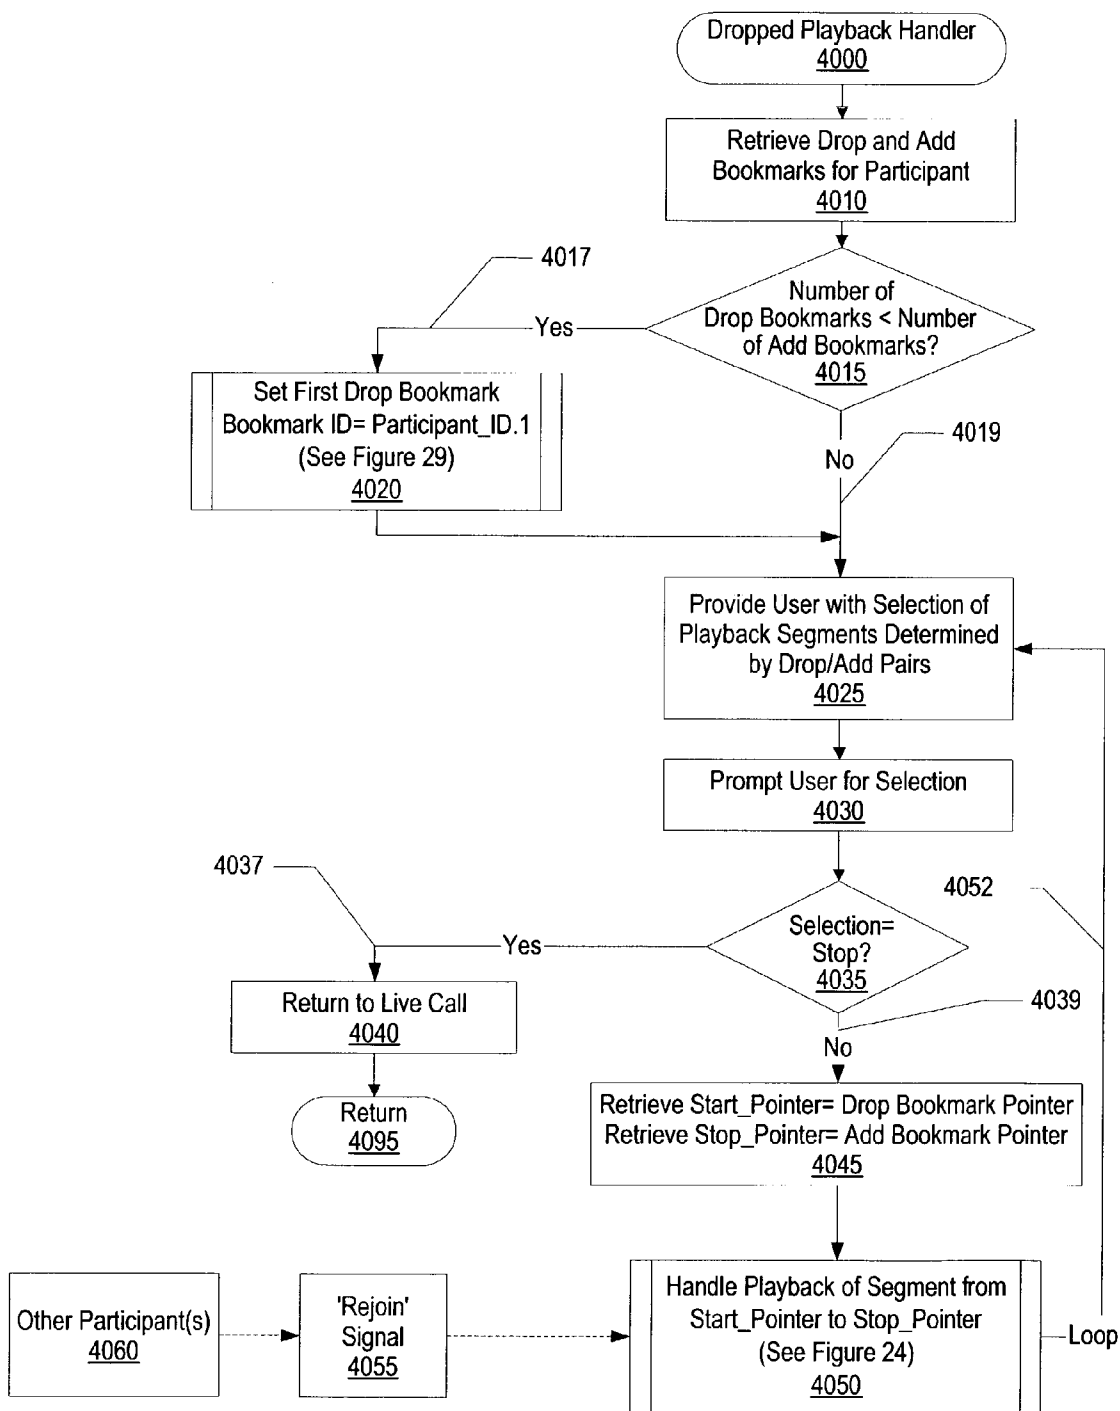 Dropped Playback Handler
4000
Retrieve Drop and Add
Bookmarks for Participant
4010
4017
Number of
Drop Bookmarks < Number
of Add Bookmarks?
4015
Yes
Set First Drop Bookmark
Bookmark ID= Participant_ID.1
(See Figure 29)
4020
4019
No
Provide User with Selection of
Playback Segments Determined
by Drop/Add Pairs
4025
Prompt User for Selection
4030
4037
4052
Selection=
Stop?
4035
Yes
Return to Live Call
4040
4039
No
Return
4095
Retrieve Start_Pointer= Drop Bookmark Pointer
Retrieve Stop_Pointer= Add Bookmark Pointer
4045
Other Participant(s)
4060
'Rejoin'
Signal
4055
Handle Playback of Segment from
Start_Pointer to Stop_Pointer
(See Figure 24)
4050
Loop